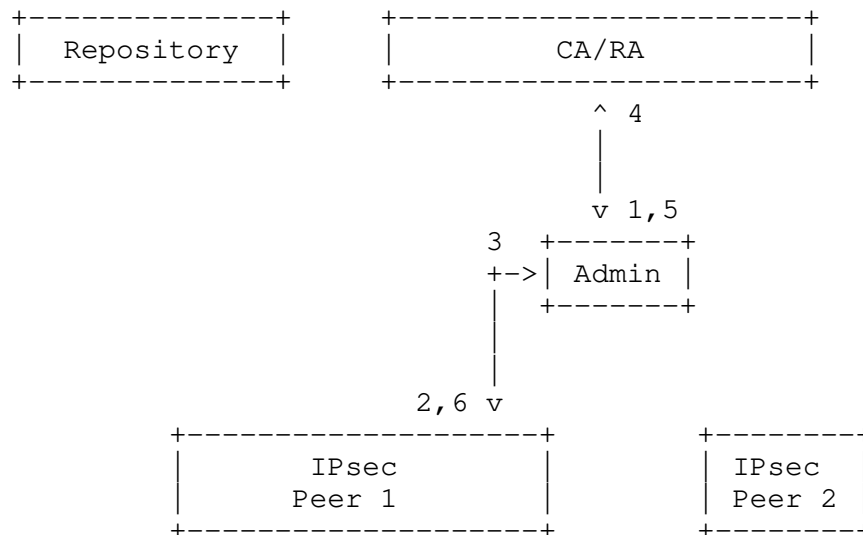 +--------------+      +-----------------------+
|  Repository  |      |         CA/RA         |
+--------------+      +-----------------------+
^ 4
|
|
v 1,5
3  +-------+
+->| Admin |
|  +-------+
|
|
|
2,6 v
+--------------------+        +---------
|       IPsec        |        | IPsec  |
|      Peer 1        |        | Peer 2 |
+--------------------+        +---------